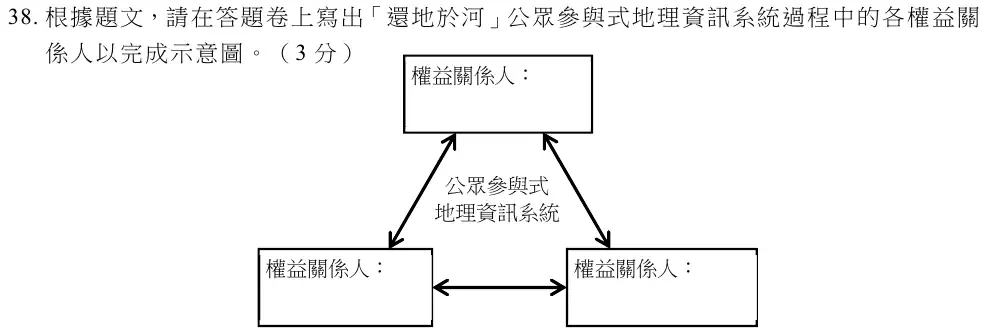 38. 根據題文，請在答題卷上寫出「還地於河」公眾參與式地理資訊系統過程中的各權益關
係人以完成示意圖。（3 分）
權益關係人：
公眾參與式
地理資訊系統
權益關係人：
權益關係人：